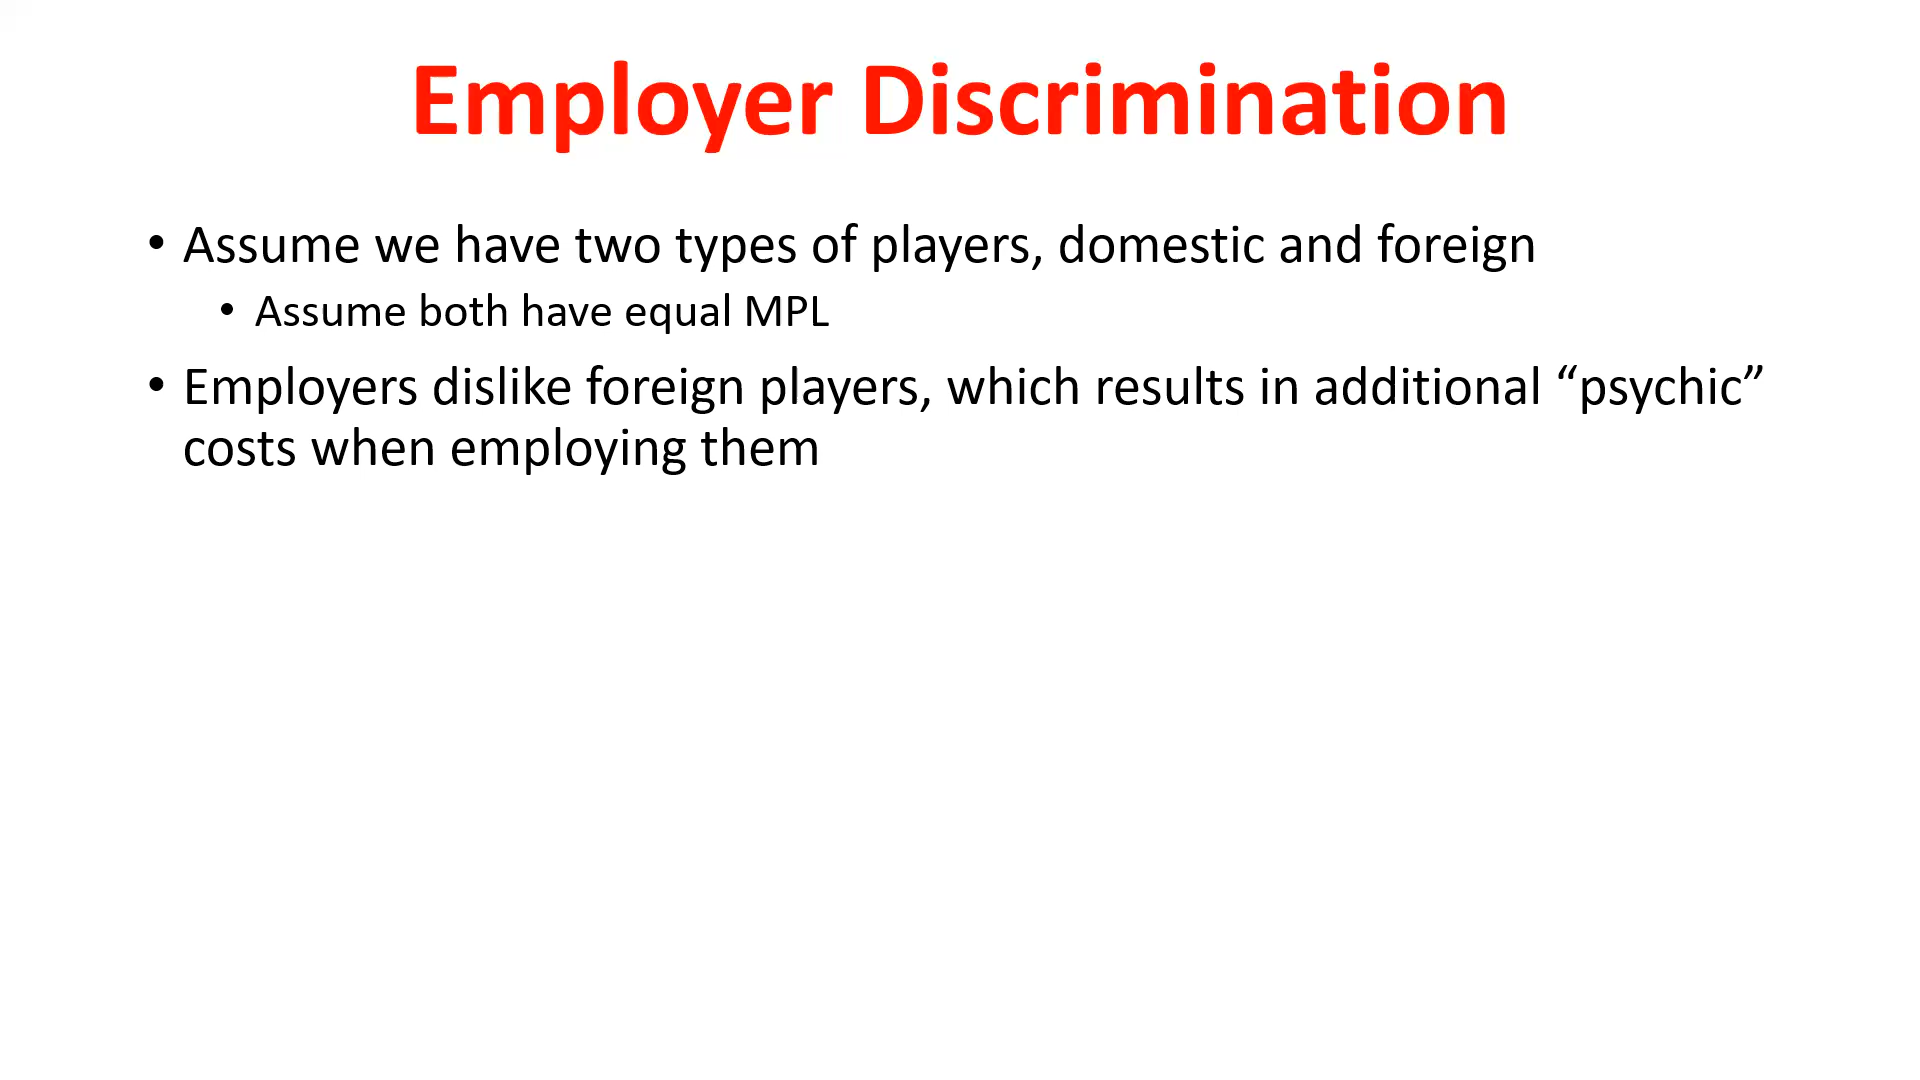 Employer Discrimination
• Assume we have two types of players, domestic and foreign
• Assume both have equal MPL
• Employers dislike foreign players, which results in additional “psychic”
costs when employing them